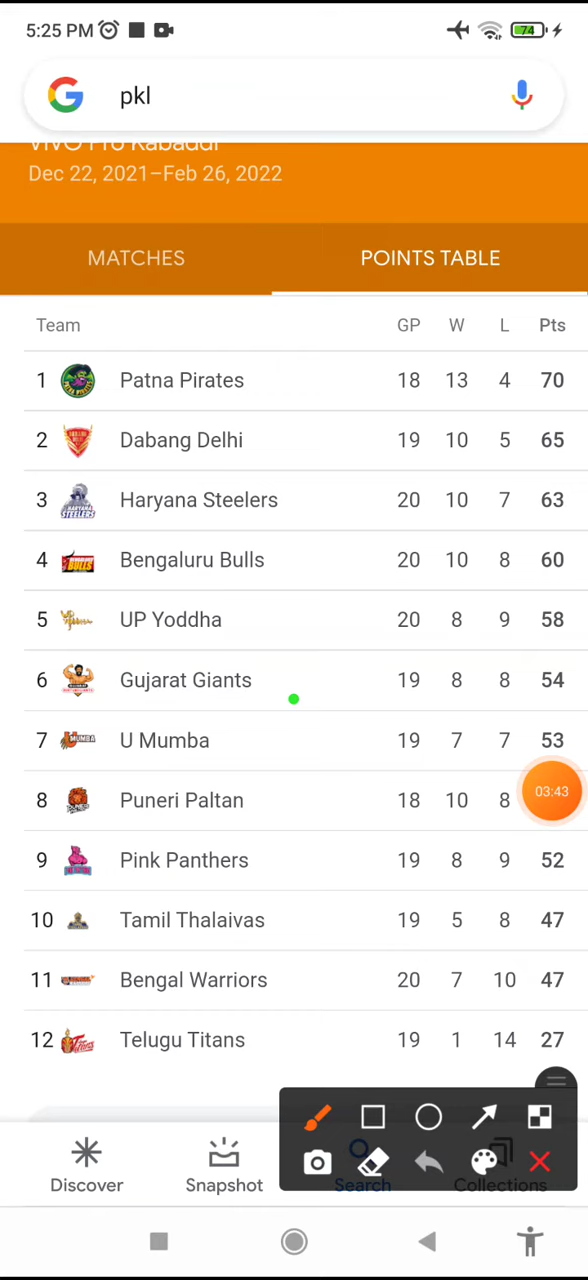 5:25 PM
74
pkl
VIVO Pro Kabaddi
Dec 22, 2021–Feb 26, 2022
MATCHES POINTS TABLE
Team GP W L Pts
1 Patna Pirates 18 13 4 70
2 Dabang Delhi 19 10 5 65
3 Haryana Steelers 20 10 7 63
4 Bengaluru Bulls 20 10 8 60
5 UP Yoddha 20 8 9 58
6 Gujarat Giants 19 8 8 54
7 U Mumba 19 7 7 53
8 Puneri Paltan 18 10 8
03:43
9 Pink Panthers 19 8 9 52
10 Tamil Thalaivas 19 5 8 47
11 Bengal Warriors 20 7 10 47
12 Telugu Titans 19 1 14 27
Discover Snapshot Search Collections